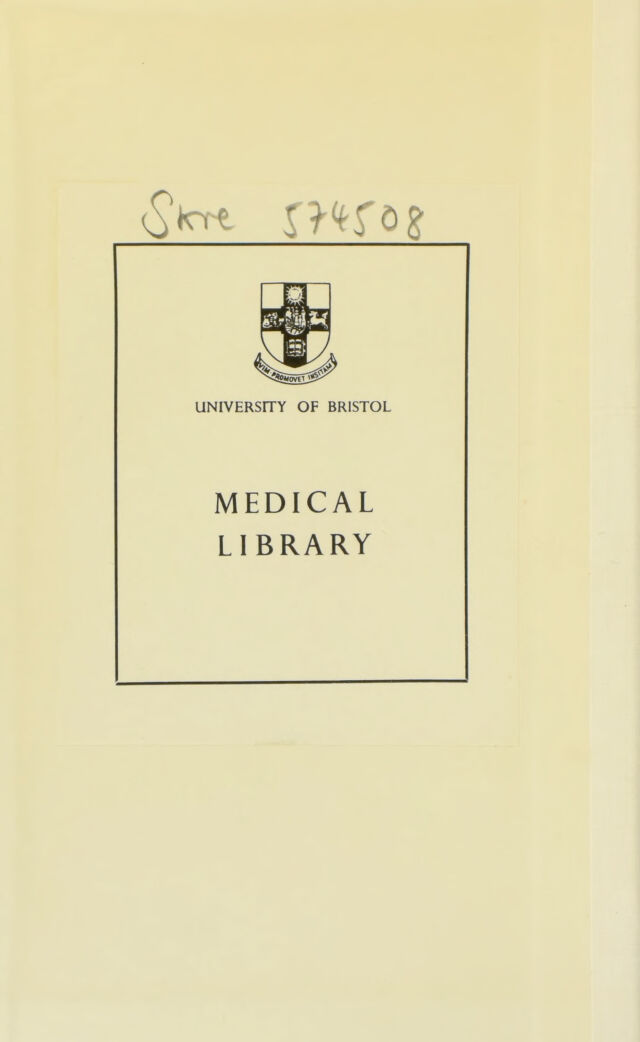 Store 574508
VIM PROMOVET INSITAM
UNIVERSITY OF BRISTOL
MEDICAL
LIBRARY